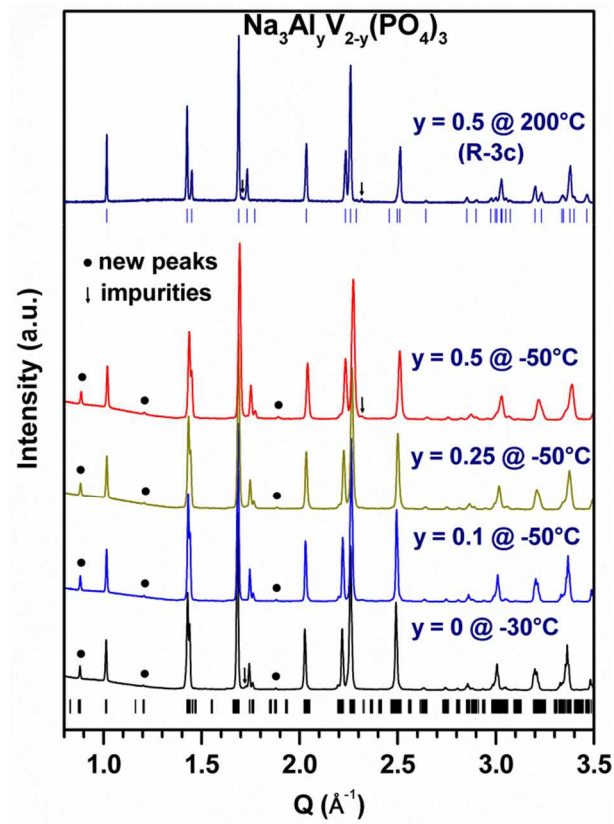 Na₃AlᵧV₂₋ᵧ(PO₄)₃
y = 0.5 @ 200°C
(R-3c)
new peaks
impurities
y = 0.5 @ -50°C
y = 0.25 @ -50°C
y = 0.1 @ -50°C
y = 0 @ -30°C
Intensity (a.u.)
1.0 1.5 2.0 2.5 3.0 3.5
Q (Å⁻¹)